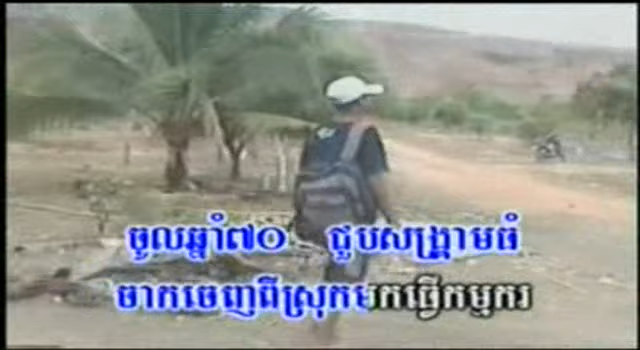 ចូលឆ្នាំ៧០ ជួបសង្គ្រាមធំ
ចាកចេញពីស្រុកមកធ្វើកម្មករ